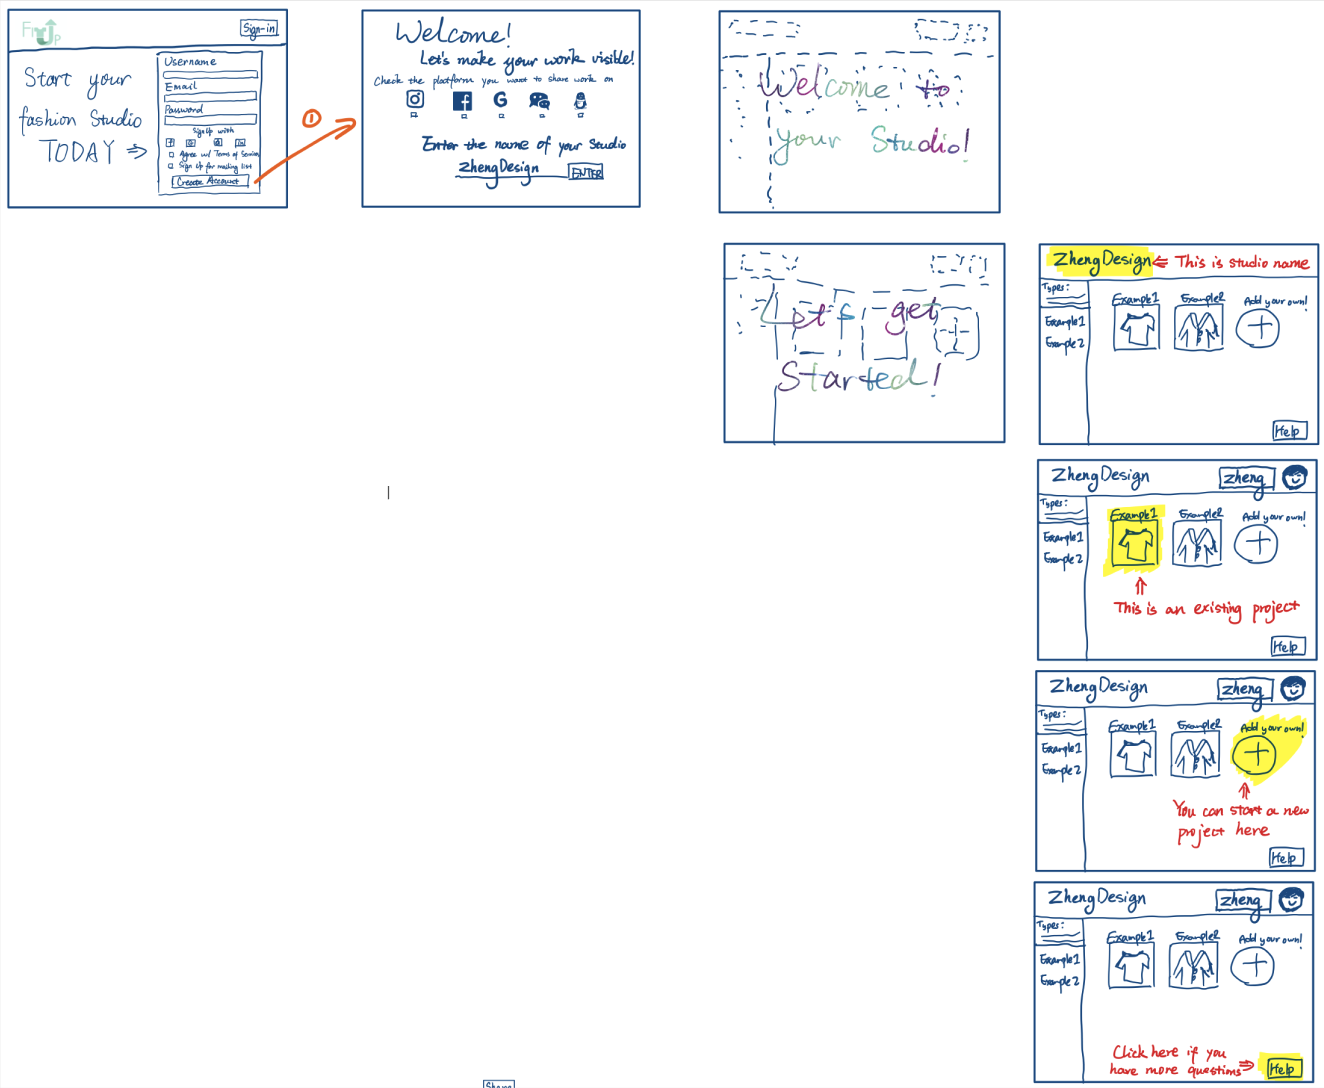 Fix Up
Sign-in
Start your
fashion Studio
TODAY ⇒
Username
Email
Password
Sign Up with
Agree w/ Terms of Service
Sign Up for mailing list
Create Account
①
Welcome!
Let's make your work visible!
Check the platform you want to share work on
Enter the name of your Studio
ZhengDesign
ENTER
Welcome to
your Studio!
Let's get
Started!
ZhengDesign
⇐ This is studio name
Types:
Example1
Example2
Example1
Example2
Add your own!
Help
ZhengDesign
zheng
Types:
Example1
Example2
Example1
Example2
Add your own!
This is an existing project
Help
ZhengDesign
zheng
Types:
Example1
Example2
Example1
Example2
Add your own!
You can start a new
project here
Help
ZhengDesign
zheng
Types:
Example1
Example2
Example1
Example2
Add your own!
Click here if you
have more questions ⇒
Help